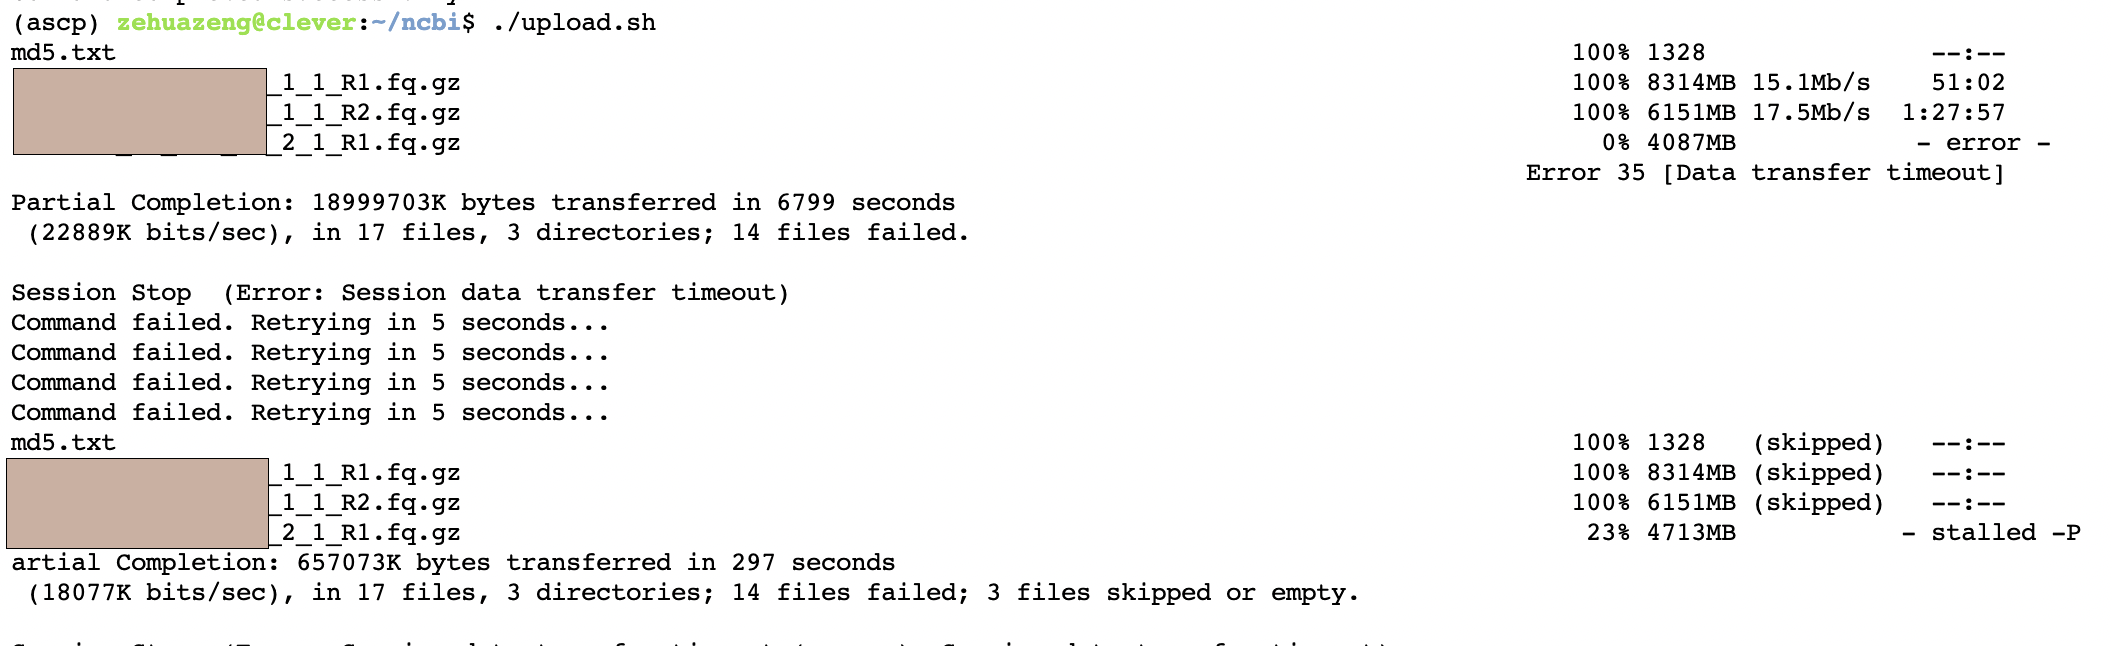 (ascp) zehuazeng@clever:~/ncbi$ ./upload.sh
md5.txt 100% 1328 --:--
_1_1_R1.fq.gz 100% 8314MB 15.1Mb/s 51:02
_1_1_R2.fq.gz 100% 6151MB 17.5Mb/s 1:27:57
_2_1_R1.fq.gz 0% 4087MB - error -
Error 35 [Data transfer timeout]
Partial Completion: 18999703K bytes transferred in 6799 seconds
(22889K bits/sec), in 17 files, 3 directories; 14 files failed.
Session Stop (Error: Session data transfer timeout)
Command failed. Retrying in 5 seconds...
Command failed. Retrying in 5 seconds...
Command failed. Retrying in 5 seconds...
Command failed. Retrying in 5 seconds...
md5.txt 100% 1328 (skipped) --:--
_1_1_R1.fq.gz 100% 8314MB (skipped) --:--
_1_1_R2.fq.gz 100% 6151MB (skipped) --:--
_2_1_R1.fq.gz 23% 4713MB - stalled -P
artial Completion: 657073K bytes transferred in 297 seconds
(18077K bits/sec), in 17 files, 3 directories; 14 files failed; 3 files skipped or empty.